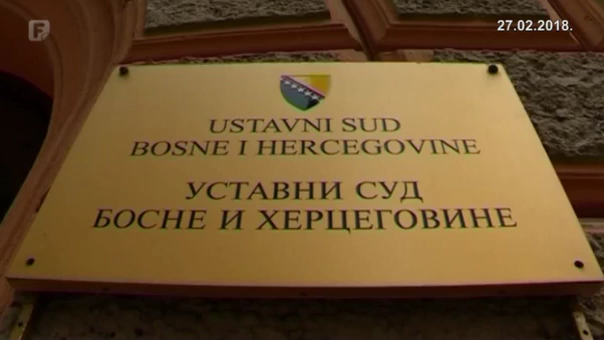 27.02.2018.
USTAVNI SUD
BOSNE I HERCEGOVINE
УСТАВНИ СУД
БОСНЕ И ХЕРЦЕГОВИНЕ